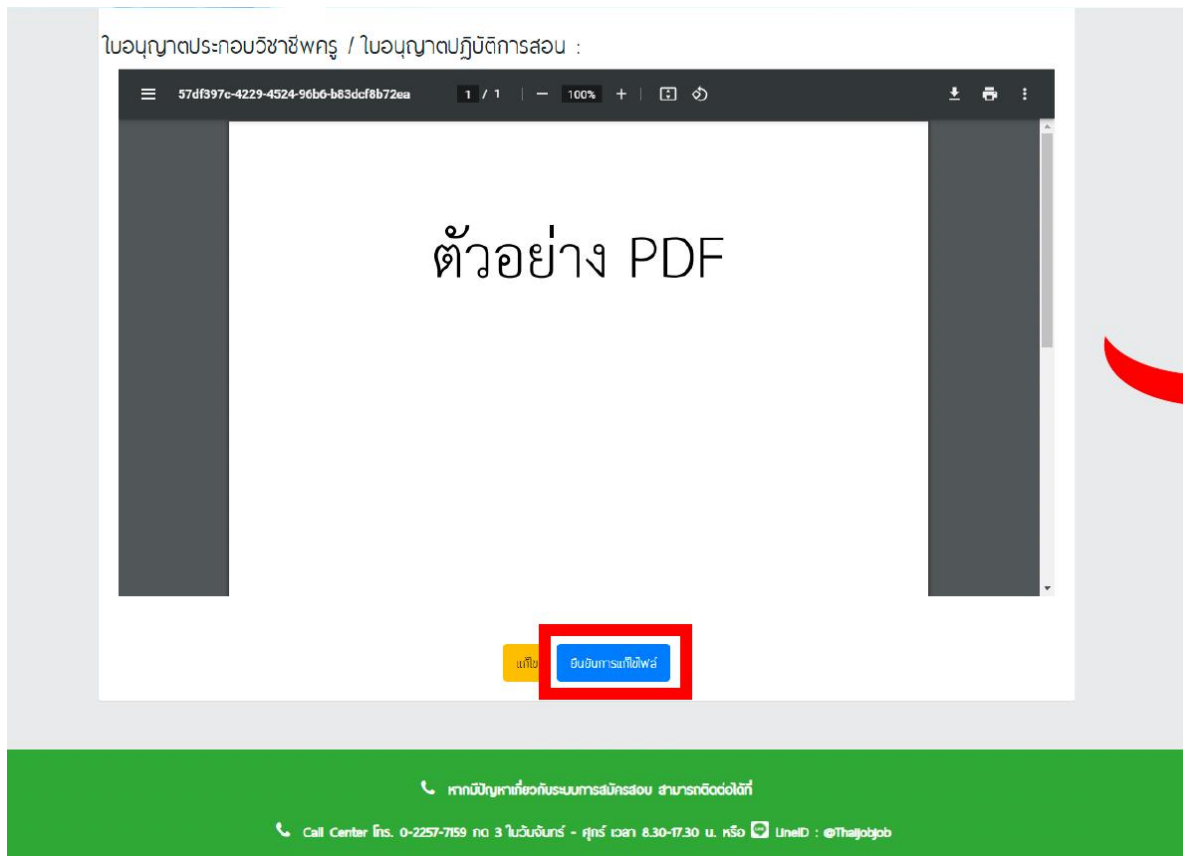 ใบอนุญาตประกอบวิชาชีพครู / ใบอนุญาตปฏิบัติการสอน :
57df397c-4229-4524-96b6-b83dcf8b72ea 1 / 1 100%
ตัวอย่าง PDF
แก้ไข ยืนยันการแก้ไขไฟล์
หากมีปัญหาเกี่ยวกับระบบการสมัครสอบ สามารถติดต่อได้ที่
Call Center โทร. 0-2257-7159 กด 3 ในวันจันทร์ - ศุกร์ เวลา 8.30-17.30 น. หรือ LineID : @Thaijobjob